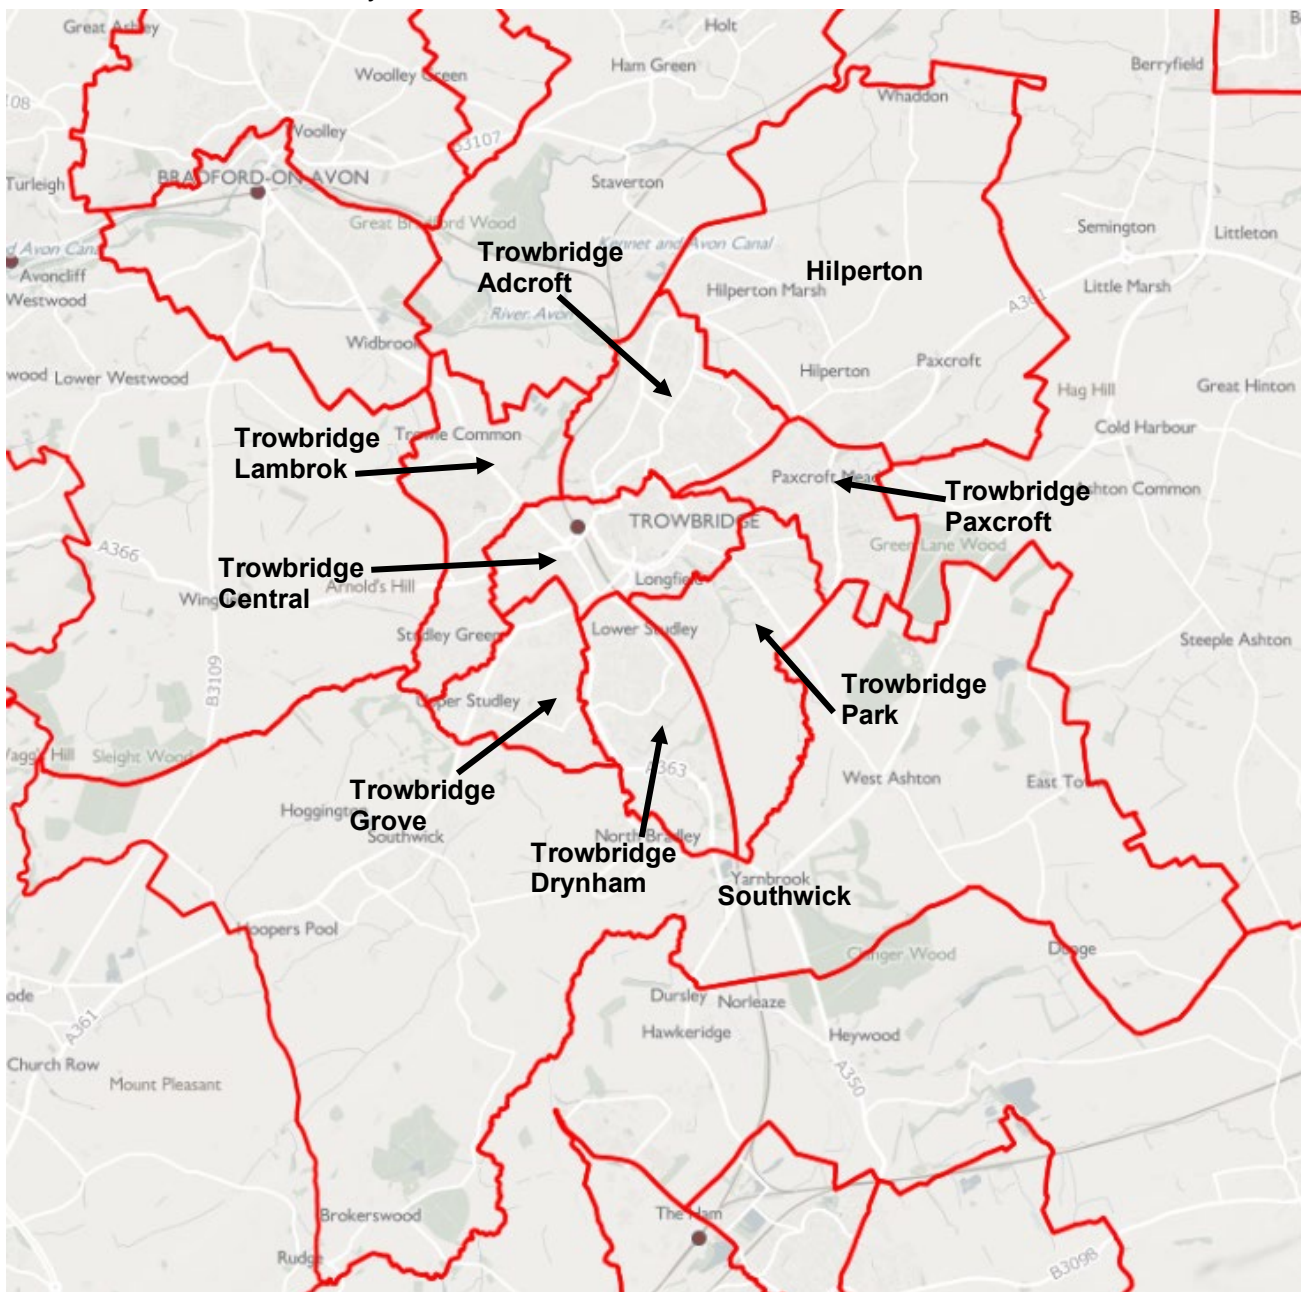 Great Ashley
Holt
Woolley Green
Ham Green
Berryfield
Whaddon
Woolley
B3107
Turleigh
BRADFORD-ON-AVON
Staverton
Great Bradford Wood
Semington
Littleton
Kennet and Avon Canal
Trowbridge
Adcroft
Hilperton
Avoncliff
Westwood
Hilperton Marsh
Little Marsh
A361
River Avon
Widbrook
Lower Westwood
Hilperton
Paxcroft
Hag Hill
Great Hinton
Trowbridge
Lambrok
Trowle Common
Cold Harbour
Paxcroft Mead
Trowbridge
Paxcroft
Ashton Common
TROWBRIDGE
A366
Green Lane Wood
Trowbridge
Central
Arnold's Hill
Longfield
Studley Green
Lower Studley
Steeple Ashton
B3109
Upper Studley
Trowbridge
Park
Sleight Wood
A363
West Ashton
Trowbridge
Grove
Hoggington
Southwick
North Bradley
Trowbridge
Drynham
Yarnbrook
Southwick
Hoopers Pool
Clanger Wood
Dursley
Norleaze
Hawkeridge
Heywood
A361
Church Row
Mount Pleasant
A350
Brokerswood
The Ham
Rudge
B3098